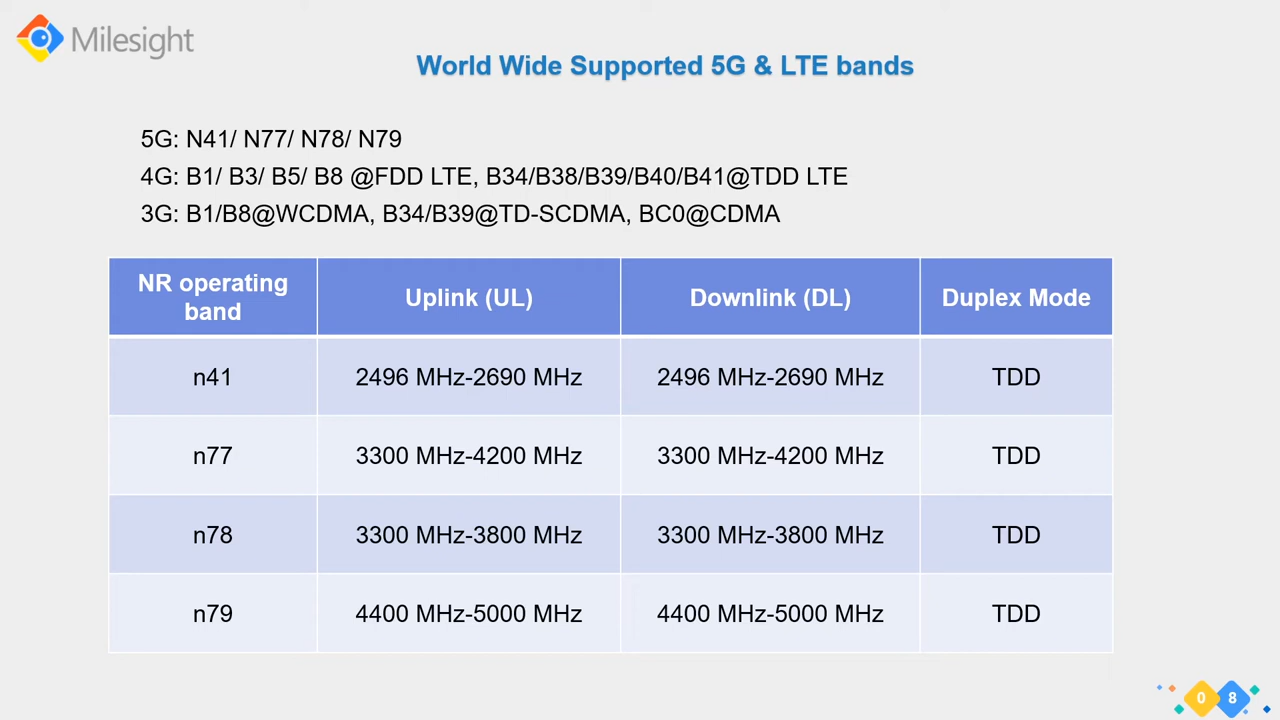 Milesight
World Wide Supported 5G & LTE bands
5G: N41/ N77/ N78/ N79
4G: B1/ B3/ B5/ B8 @FDD LTE, B34/B38/B39/B40/B41@TDD LTE
3G: B1/B8@WCDMA, B34/B39@TD-SCDMA, BC0@CDMA
NR operating
band
Uplink (UL)
Downlink (DL)
Duplex Mode
n41
2496 MHz-2690 MHz
2496 MHz-2690 MHz
TDD
n77
3300 MHz-4200 MHz
3300 MHz-4200 MHz
TDD
n78
3300 MHz-3800 MHz
3300 MHz-3800 MHz
TDD
n79
4400 MHz-5000 MHz
4400 MHz-5000 MHz
TDD
0 8